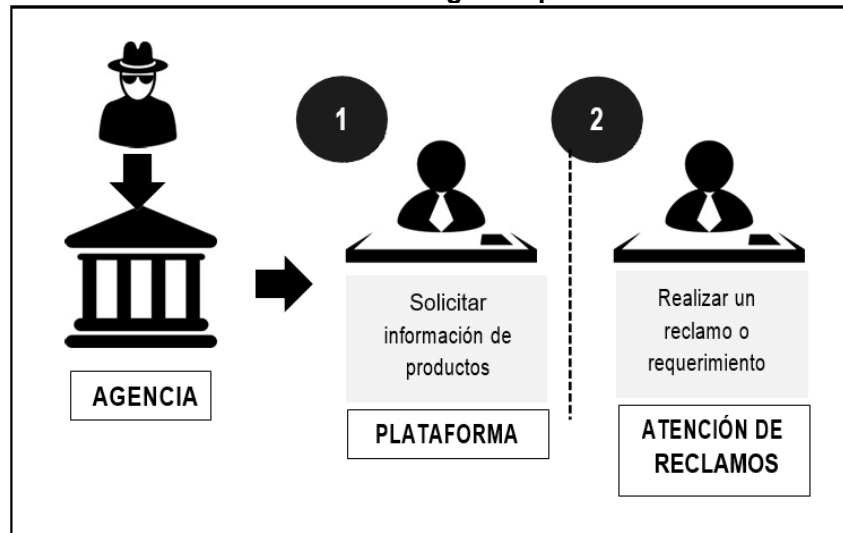 1
2
Solicitar
información de
productos
Realizar un
reclamo o
requerimiento
AGENCIA
PLATAFORMA
ATENCIÓN DE
RECLAMOS